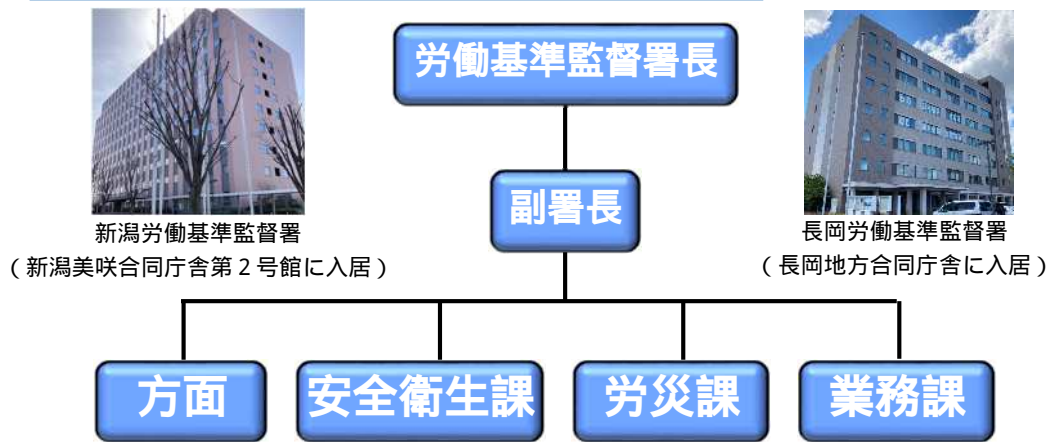 労働基準監督署長
副署長
新潟労働基準監督署
（新潟美咲合同庁舎第２号館に入居）
長岡労働基準監督署
（長岡地方合同庁舎に入居）
方面
安全衛生課
労災課
業務課